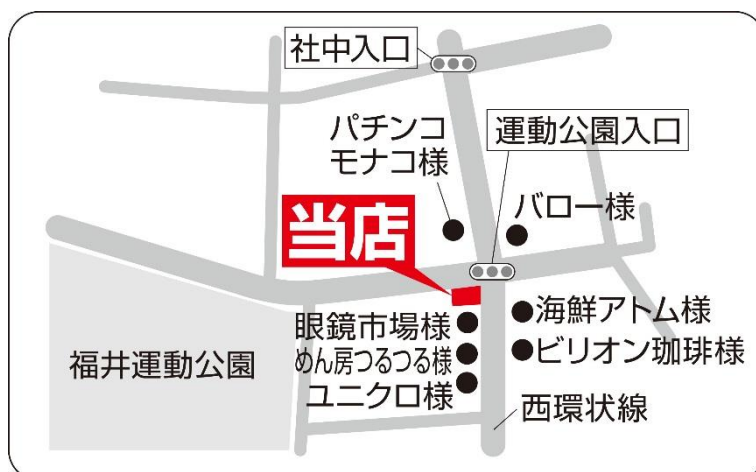 社中入口
パチンコ
モナコ様
運動公園入口
バロー様
当店
眼鏡市場様
めん房つるつる様
ユニクロ様
海鮮アトム様
ビリオン珈琲様
福井運動公園
西環状線